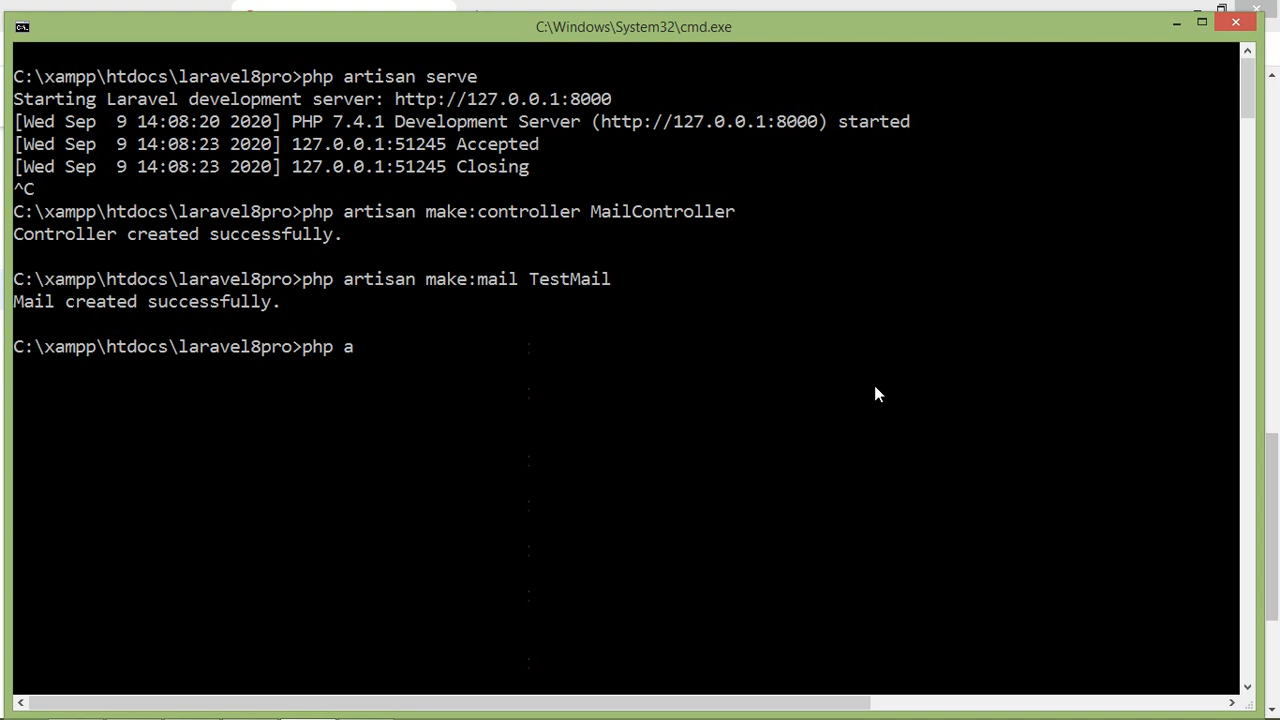 C:\Windows\System32\cmd.exe
C:\xampp\htdocs\laravel8pro>php artisan serve
Starting Laravel development server: http://127.0.0.1:8000
[Wed Sep  9 14:08:20 2020] PHP 7.4.1 Development Server (http://127.0.0.1:8000) started
[Wed Sep  9 14:08:23 2020] 127.0.0.1:51245 Accepted
[Wed Sep  9 14:08:23 2020] 127.0.0.1:51245 Closing
^C
C:\xampp\htdocs\laravel8pro>php artisan make:controller MailController
Controller created successfully.
C:\xampp\htdocs\laravel8pro>php artisan make:mail TestMail
Mail created successfully.
C:\xampp\htdocs\laravel8pro>php a